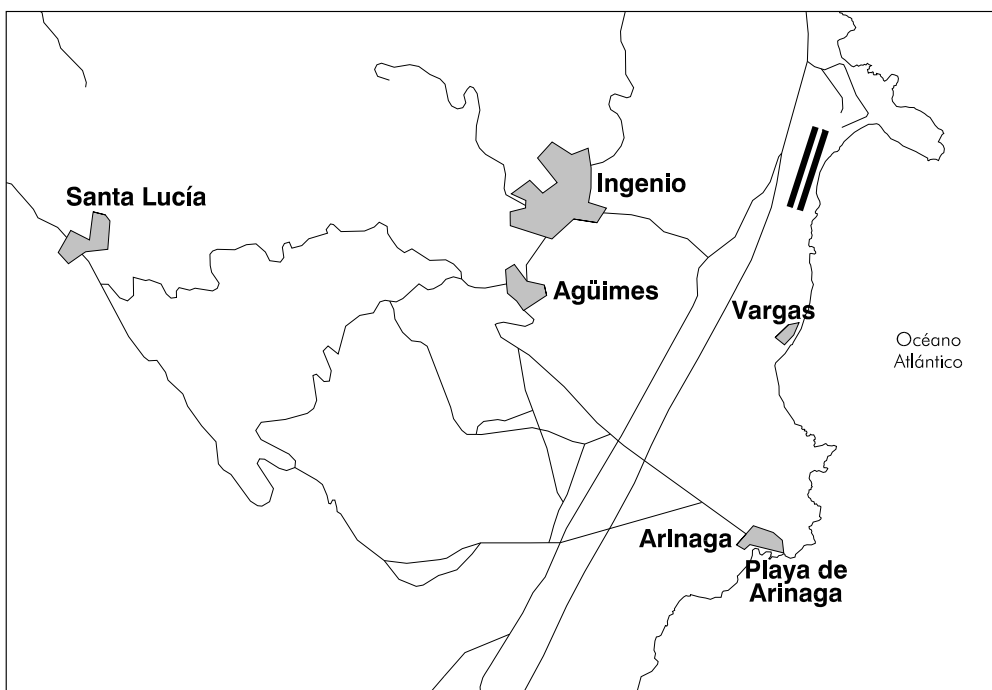 Santa Lucía
Ingenio
Agüimes
Vargas
Océano
Atlántico
ArInaga
Playa de
Arinaga